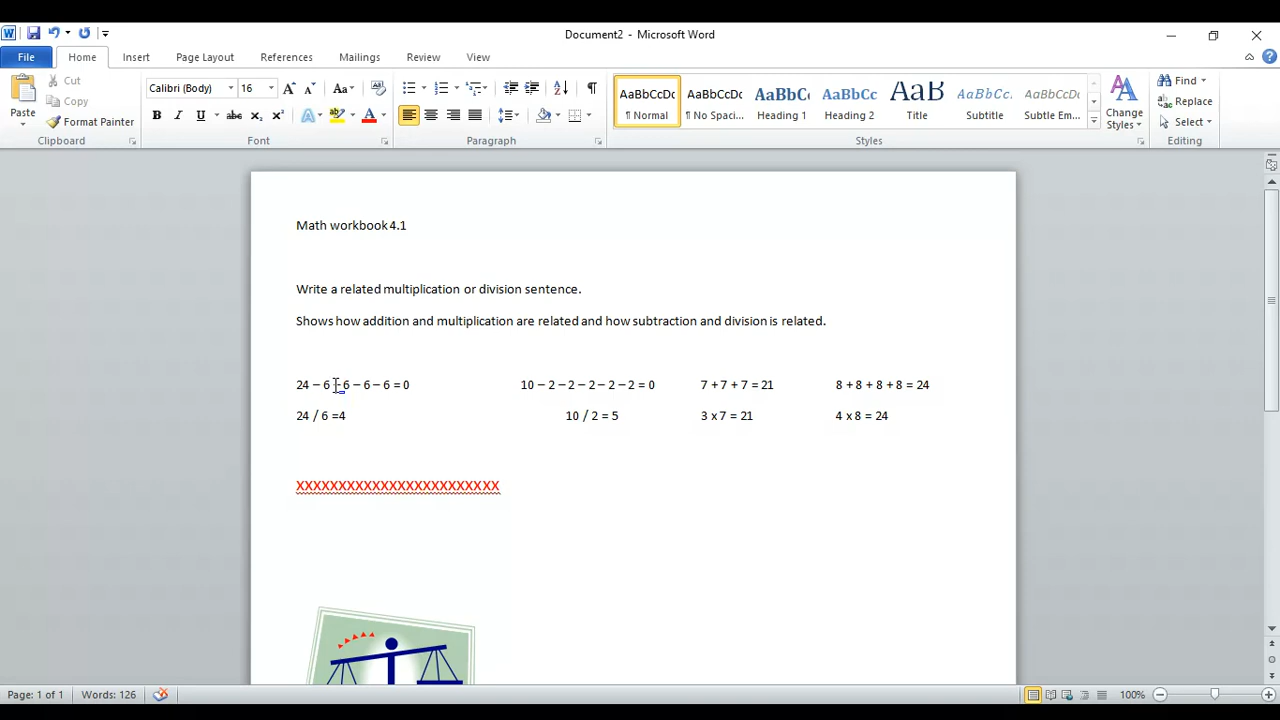 Document2 - Microsoft Word
File Home Insert Page Layout References Mailings Review View
Paste
Cut
Copy
Format Painter
Clipboard
Calibri (Body) 16
Font
Paragraph
AaBbCcDc AaBbCcDc AaBbCc AaBbCc AaB AaBbCc. AaBbCcDc
¶ Normal ¶ No Spaci... Heading 1 Heading 2 Title Subtitle Subtle Em...
Change Styles
Styles
Find
Replace
Select
Editing
Math workbook 4.1
Write a related multiplication or division sentence.
Shows how addition and multiplication are related and how subtraction and division is related.
24 – 6 – 6 – 6 – 6 = 0 10 – 2 – 2 – 2 – 2 – 2 = 0 7 + 7 + 7 = 21 8 + 8 + 8 + 8 = 24
24 / 6 =4 10 / 2 = 5 3 x 7 = 21 4 x 8 = 24
XXXXXXXXXXXXXXXXXXXXXXXX
Page: 1 of 1 Words: 126 100%